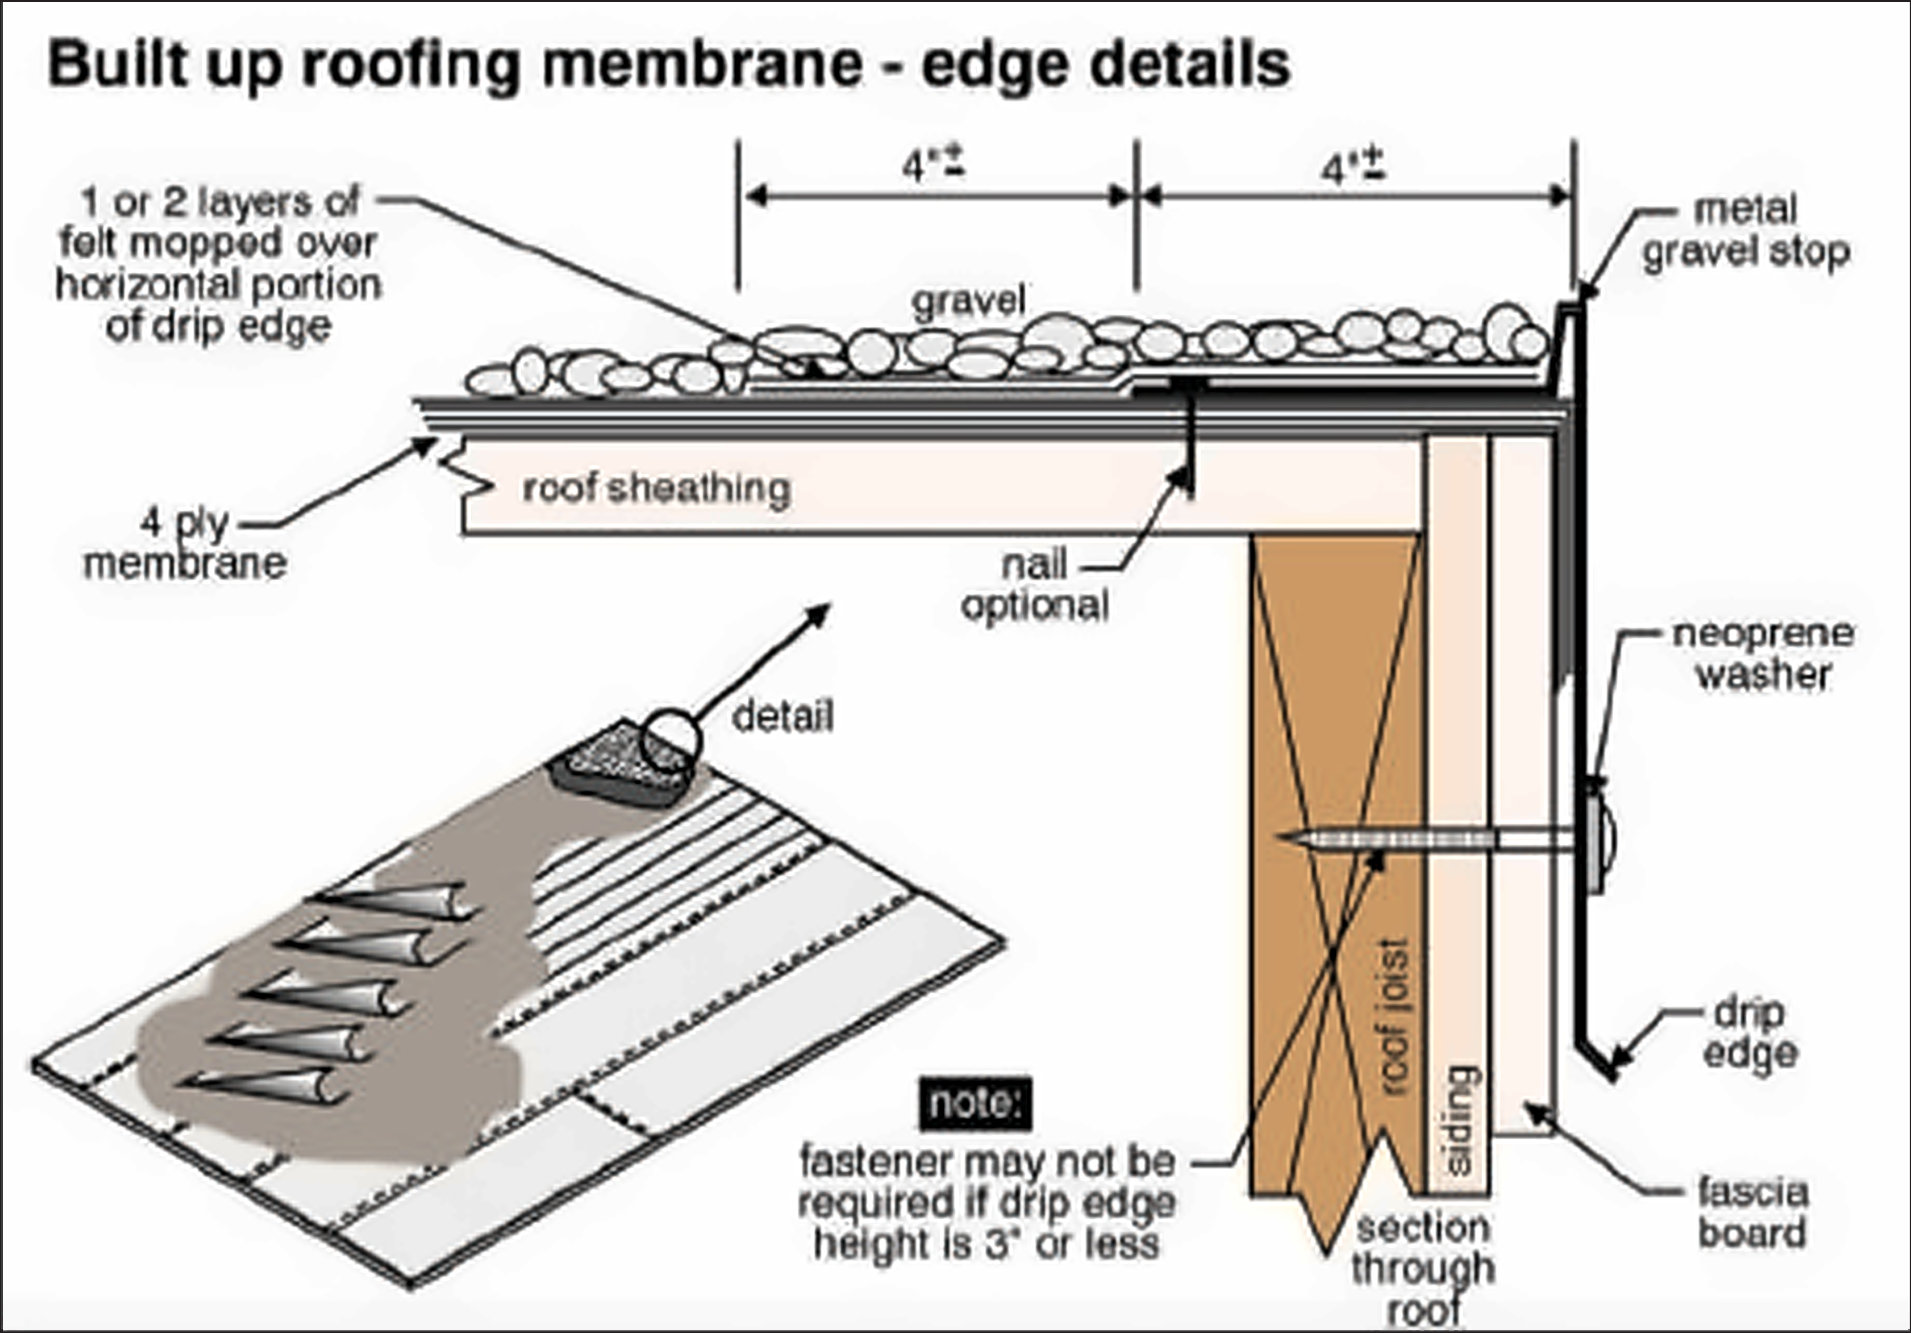 Built up roofing membrane - edge details
4"±
4"±
1 or 2 layers of
felt mopped over
horizontal portion
of drip edge
metal
gravel stop
gravel
roof sheathing
4 ply
membrane
nail
optional
neoprene
washer
detail
roof joist
siding
drip
edge
note:
fastener may not be
required if drip edge
height is 3" or less
fascia
board
section
through
roof